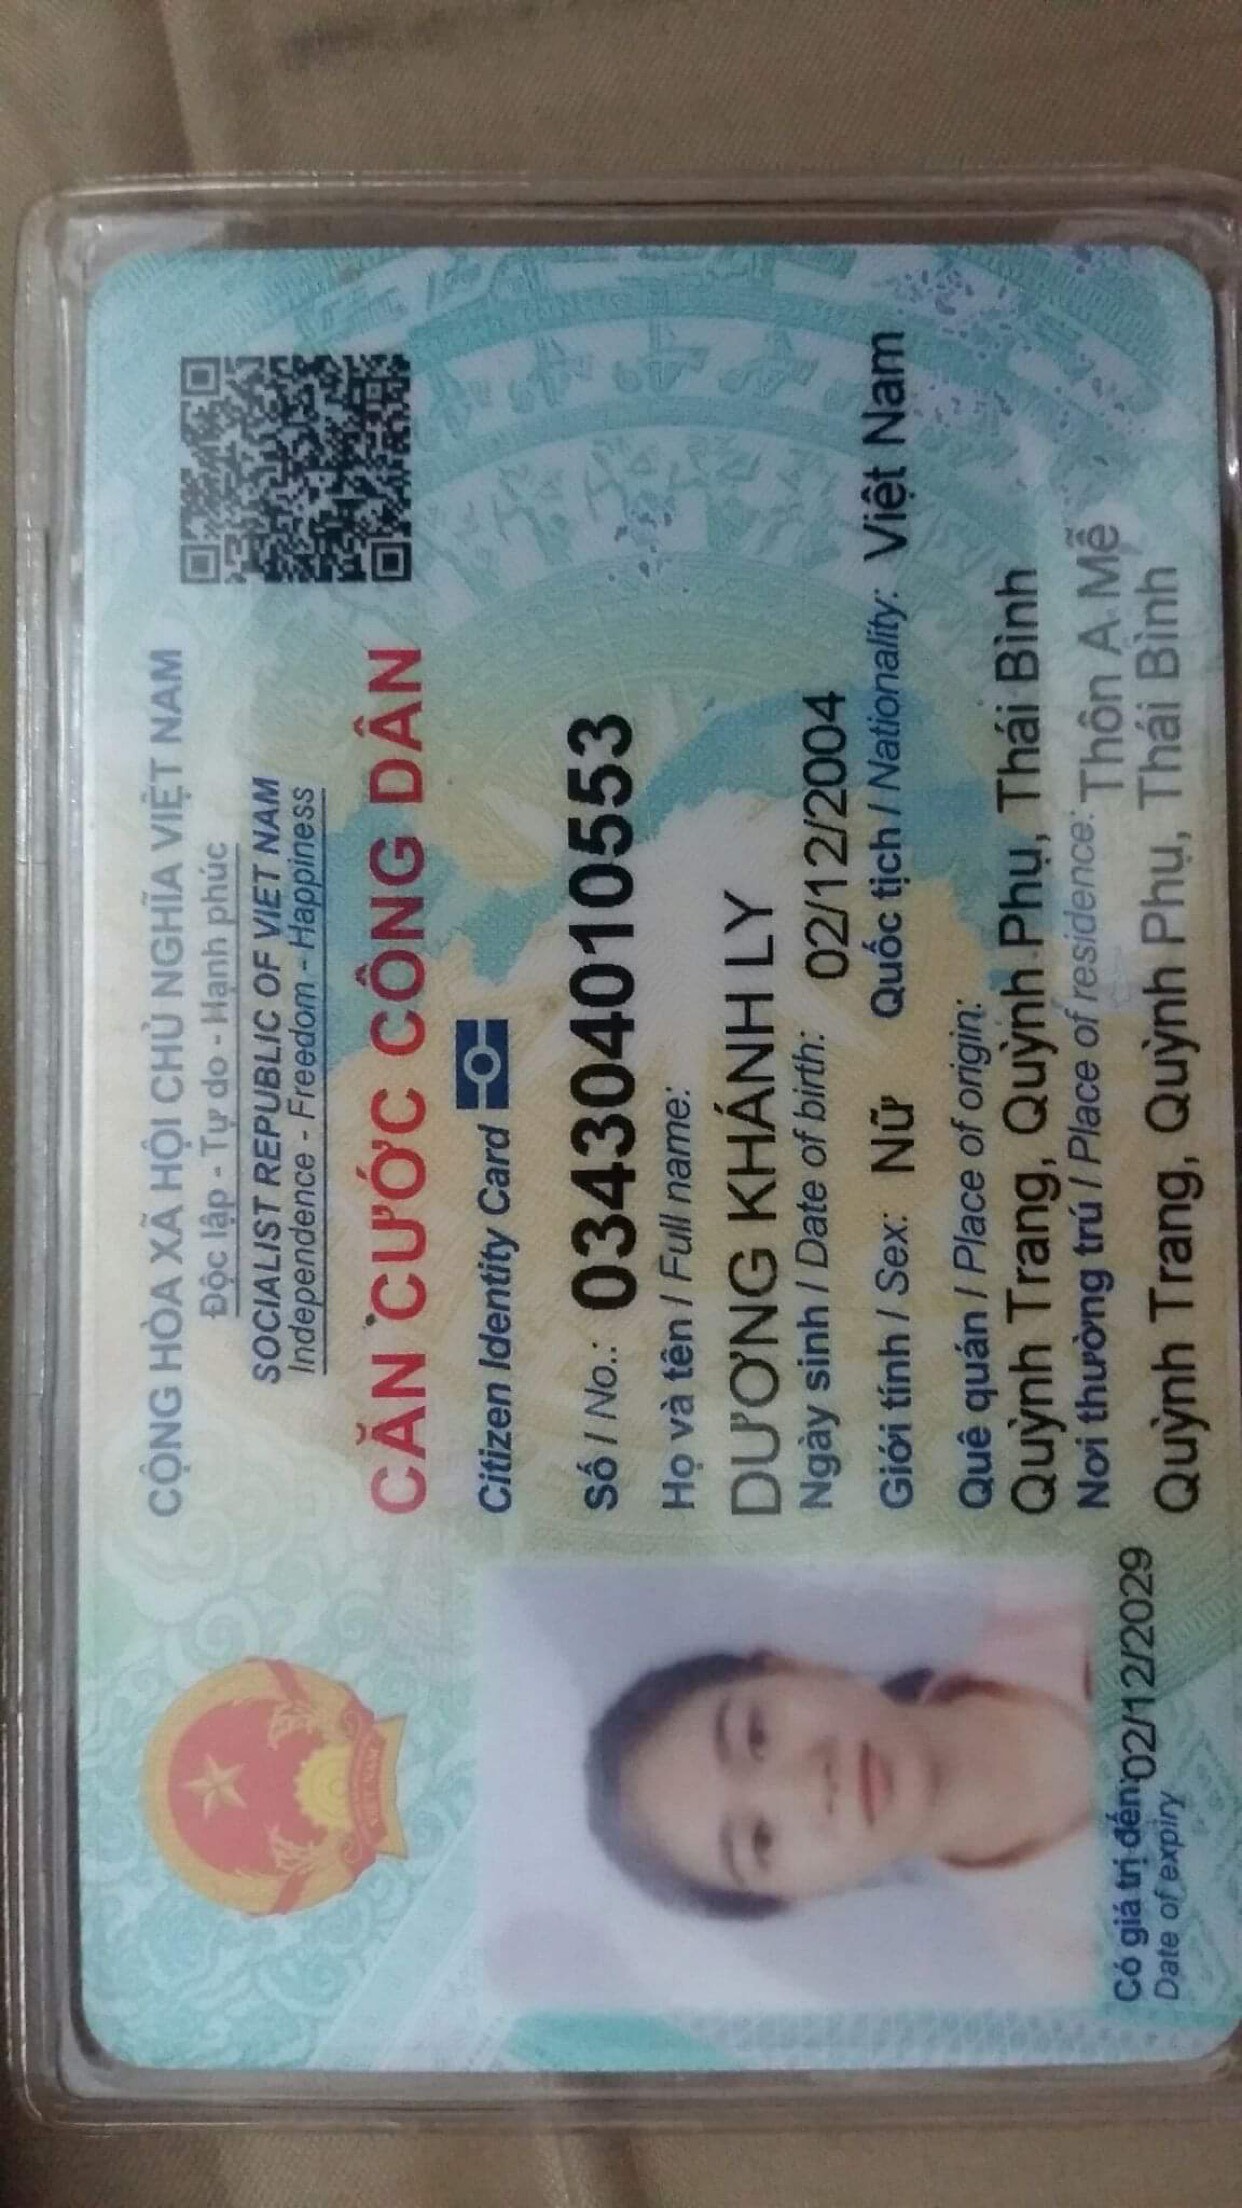 CỘNG HÒA XÃ HỘI CHỦ NGHĨA VIỆT NAM
Độc lập - Tự do - Hạnh phúc
SOCIALIST REPUBLIC OF VIET NAM
Independence - Freedom - Happiness
CĂN CƯỚC CÔNG DÂN
Citizen Identity Card
Số / No.: 034304010553
Họ và tên / Full name:
DƯƠNG KHÁNH LY
Ngày sinh / Date of birth: 02/12/2004
Giới tính / Sex: Nữ Quốc tịch / Nationality: Việt Nam
Quê quán / Place of origin:
Quỳnh Trang, Quỳnh Phụ, Thái Bình
Nơi thường trú / Place of residence: Thôn A Mễ
Quỳnh Trang, Quỳnh Phụ, Thái Bình
Có giá trị đến: 02/12/2029
Date of expiry